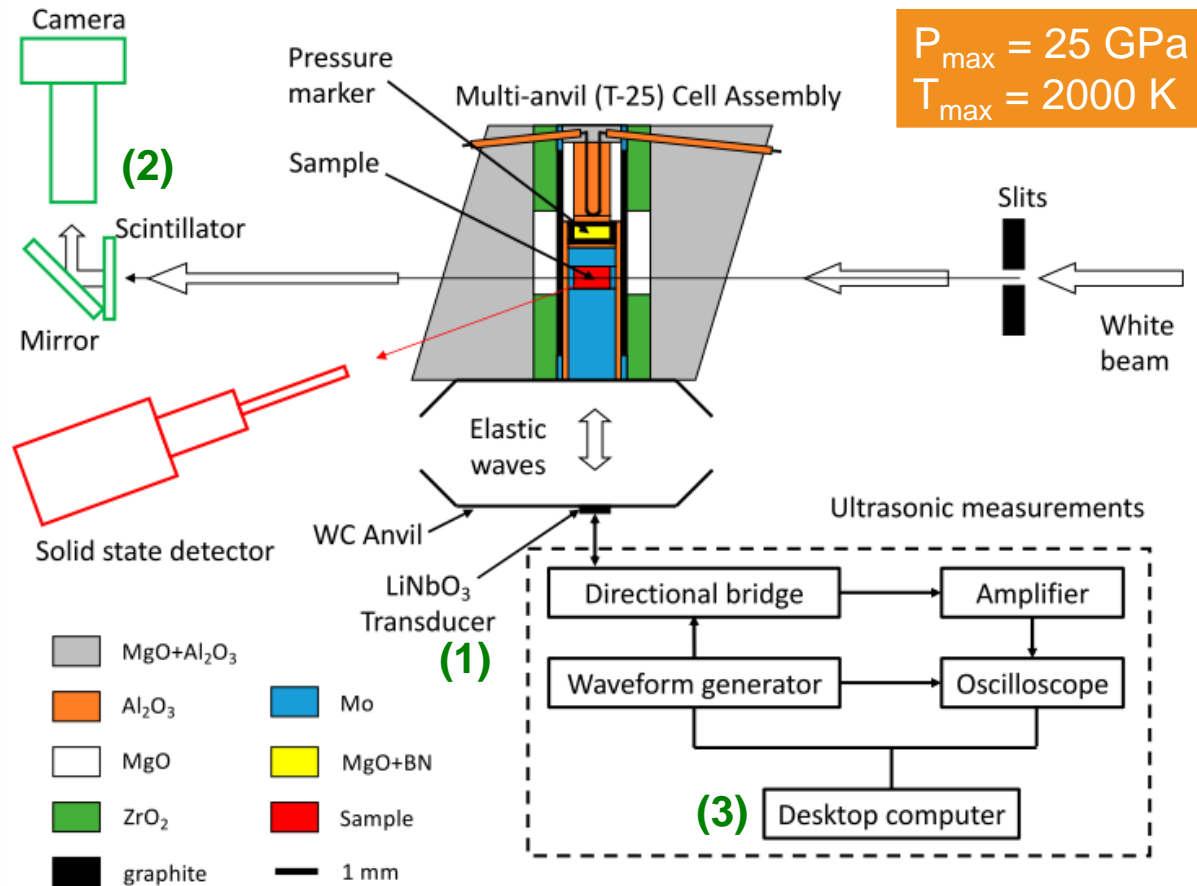 Camera
P_max = 25 GPa
T_max = 2000 K
Pressure
marker
Multi-anvil (T-25) Cell Assembly
(2)
Sample
Slits
Scintillator
Mirror
White
beam
Elastic
waves
WC Anvil
Ultrasonic measurements
Solid state detector
LiNbO₃
Transducer
(1)
Directional bridge
Amplifier
Waveform generator
Oscilloscope
(3)
Desktop computer
MgO+Al₂O₃
Al₂O₃
Mo
MgO
MgO+BN
ZrO₂
Sample
graphite
1 mm